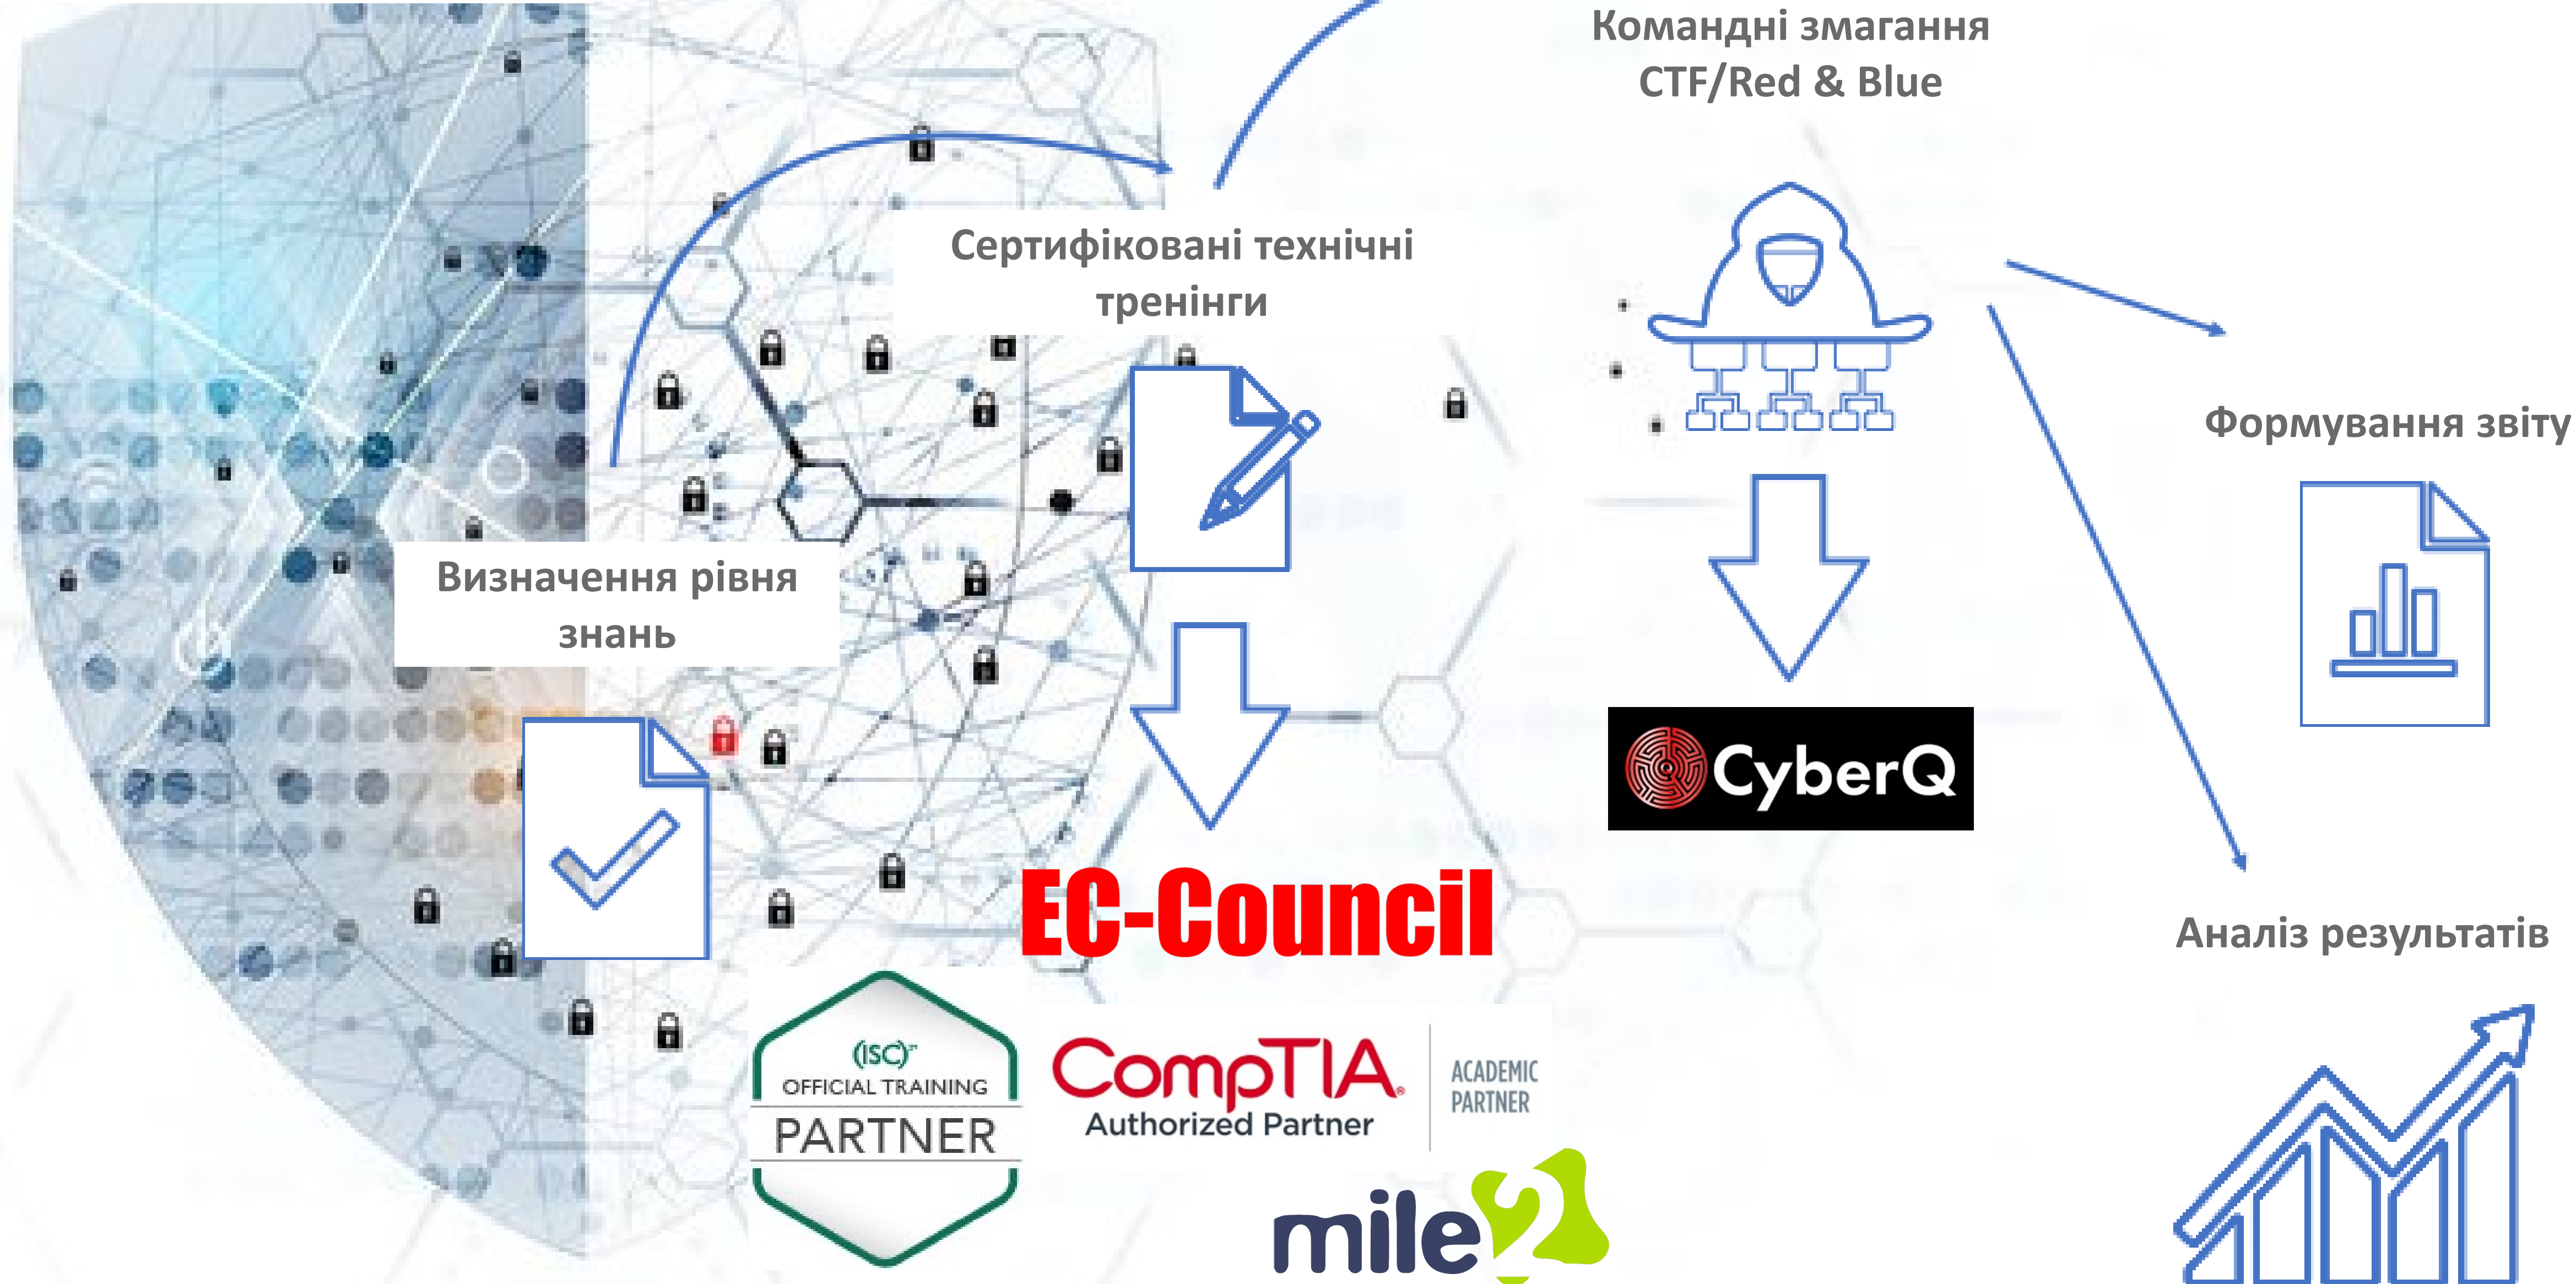 Командні змагання
CTF/Red & Blue
Сертифіковані технічні
тренінги
Формування звіту
Визначення рівня
знань
CyberQ
EC-Council
Аналіз результатів
(ISC)²™
OFFICIAL TRAINING
PARTNER
CompTIA®
Authorized Partner
ACADEMIC
PARTNER
mile2